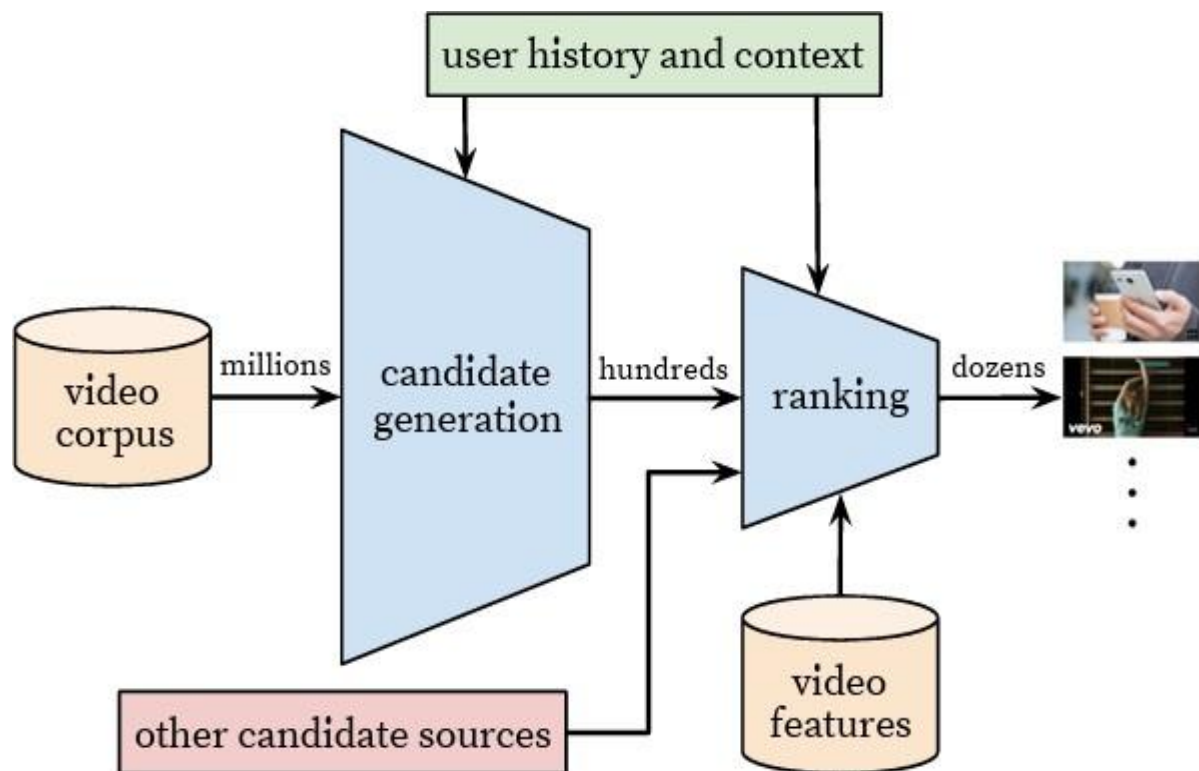 user history and context
millions
video
corpus
candidate
generation
hundreds
ranking
dozens
vevo
other candidate sources
video
features